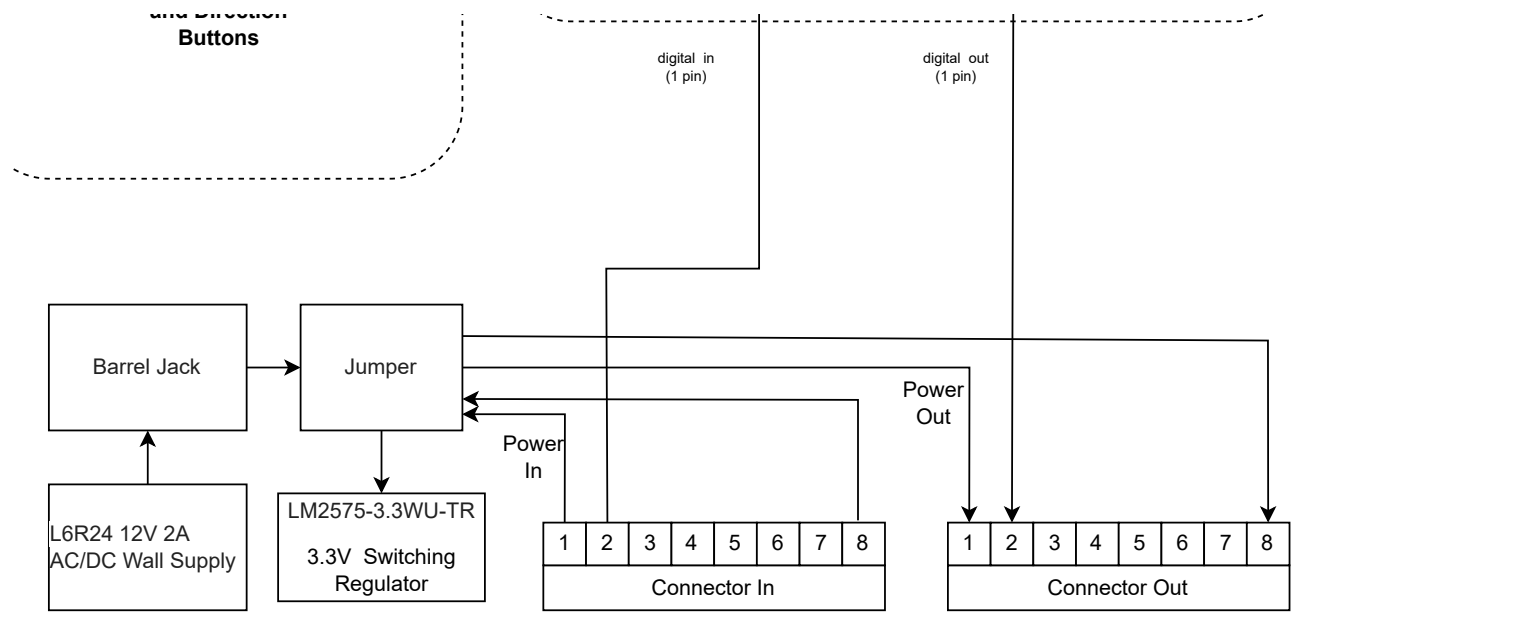 and Direction
Buttons
digital in
(1 pin)
digital out
(1 pin)
Barrel Jack
Jumper
Power
Out
Power
In
L6R24 12V 2A
AC/DC Wall Supply
LM2575-3.3WU-TR
3.3V Switching
Regulator
1 2 3 4 5 6 7 8
Connector In
1 2 3 4 5 6 7 8
Connector Out